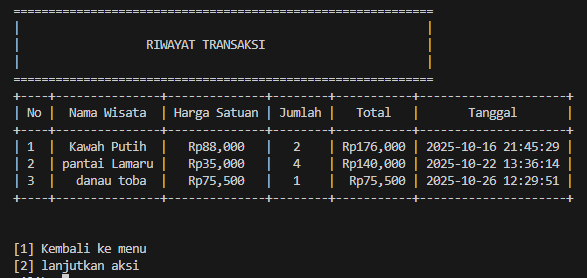 ============================================================
|                                                          |
|                  RIWAYAT TRANSAKSI                       |
|                                                          |
============================================================
+----+---------------+--------------+--------+-----------+---------------------+
| No |  Nama Wisata  | Harga Satuan | Jumlah |   Total   |       Tanggal       |
+----+---------------+--------------+--------+-----------+---------------------+
| 1  |  Kawah Putih  |   Rp88,000   |   2    | Rp176,000 | 2025-10-16 21:45:29 |
| 2  | pantai Lamaru |   Rp35,000   |   4    | Rp140,000 | 2025-10-22 13:36:14 |
| 3  |   danau toba  |   Rp75,500   |   1    |  Rp75,500 | 2025-10-26 12:29:51 |
+----+---------------+--------------+--------+-----------+---------------------+
[1] Kembali ke menu
[2] lanjutkan aksi